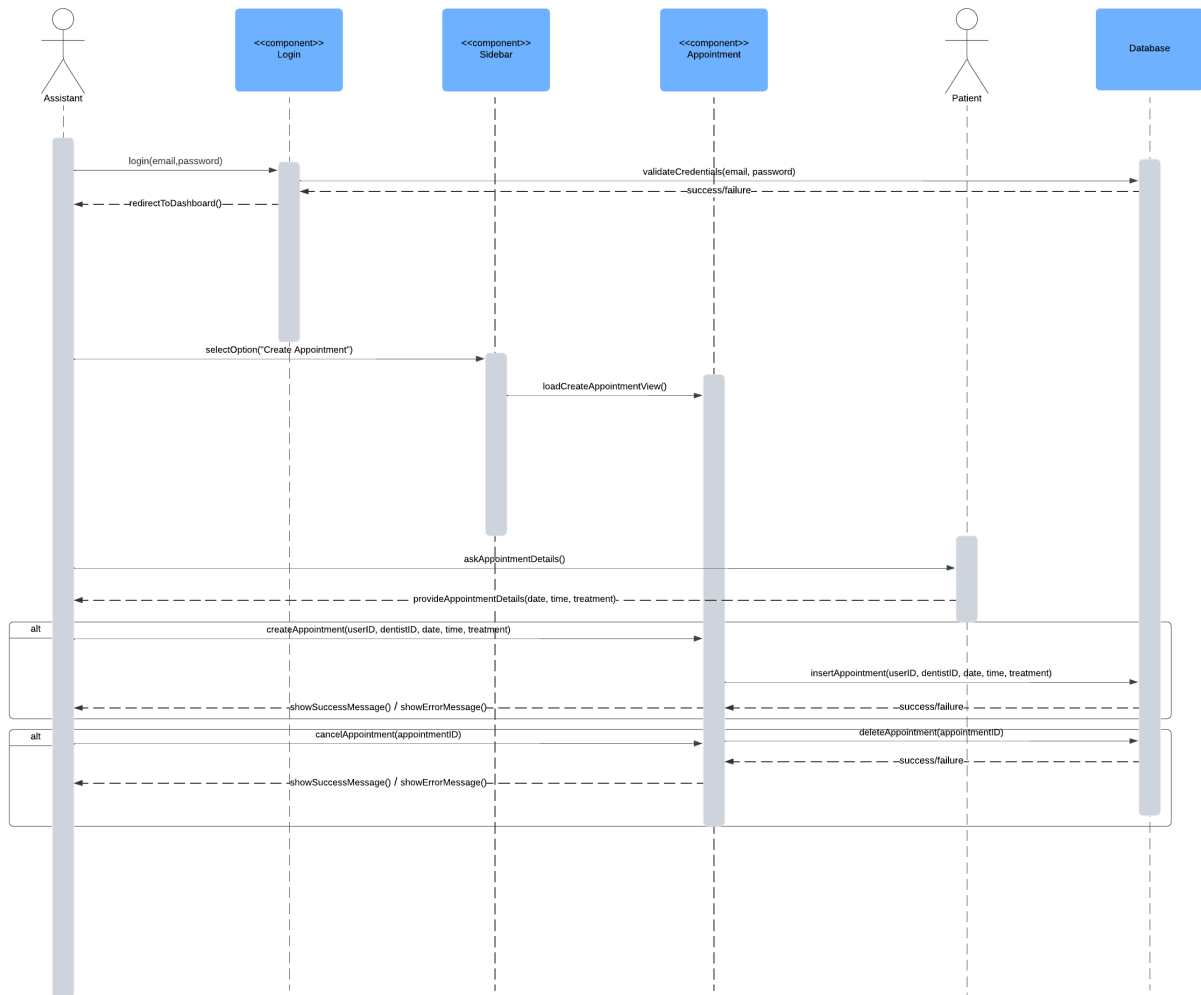 <<component>>
Login
<<component>>
Sidebar
<<component>>
Appointment
Database
Assistant
Patient
login(email,password)
validateCredentials(email, password)
success/failure
redirectToDashboard()
selectOption("Create Appointment")
loadCreateAppointmentView()
askAppointmentDetails()
provideAppointmentDetails(date, time, treatment)
alt
createAppointment(userID, dentistID, date, time, treatment)
insertAppointment(userID, dentistID, date, time, treatment)
showSuccessMessage() / showErrorMessage()
success/failure
alt
cancelAppointment(appointmentID)
deleteAppointment(appointmentID)
success/failure
showSuccessMessage() / showErrorMessage()